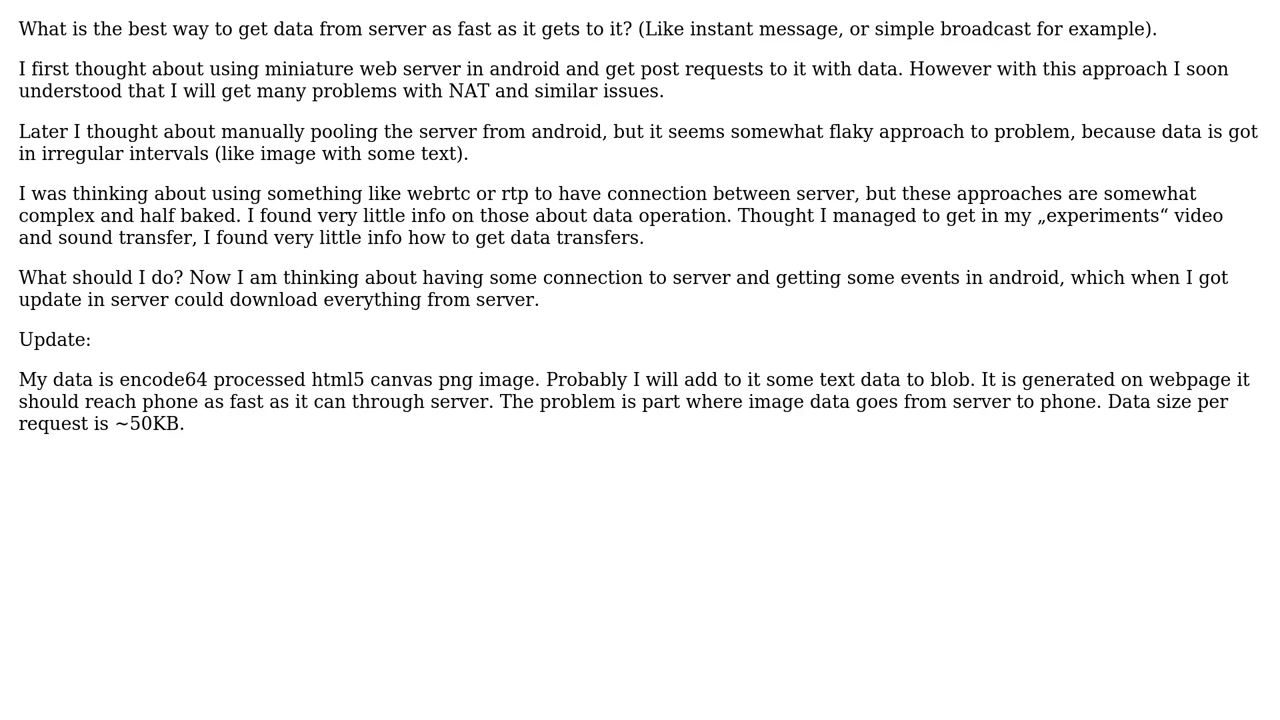 What is the best way to get data from server as fast as it gets to it? (Like instant message, or simple broadcast for example).
I first thought about using miniature web server in android and get post requests to it with data. However with this approach I soon
understood that I will get many problems with NAT and similar issues.
Later I thought about manually pooling the server from android, but it seems somewhat flaky approach to problem, because data is got
in irregular intervals (like image with some text).
I was thinking about using something like webrtc or rtp to have connection between server, but these approaches are somewhat
complex and half baked. I found very little info on those about data operation. Thought I managed to get in my „experiments“ video
and sound transfer, I found very little info how to get data transfers.
What should I do? Now I am thinking about having some connection to server and getting some events in android, which when I got
update in server could download everything from server.
Update:
My data is encode64 processed html5 canvas png image. Probably I will add to it some text data to blob. It is generated on webpage it
should reach phone as fast as it can through server. The problem is part where image data goes from server to phone. Data size per
request is ~50KB.